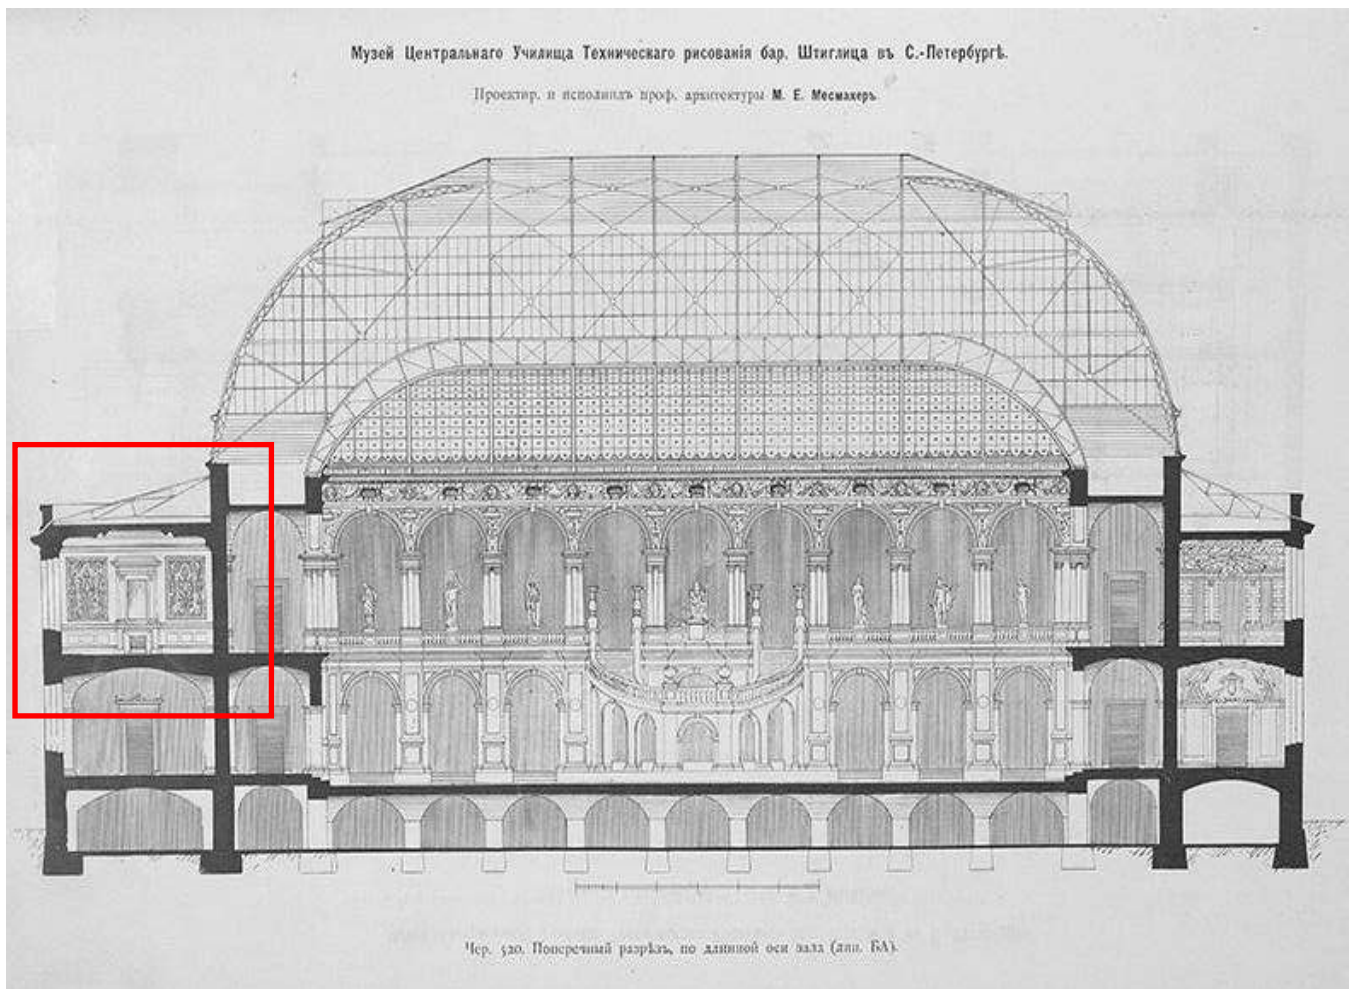 Музей Центральнаго Училища Техническаго рисованія бар. Штиглица въ С.-Петербургѣ.
Проектир. и исполнилъ проф. архитектуры М. Е. Месмахеръ.
Чер. 520. Поперечный разрѣзъ, по длинной оси зала (лин. БА).